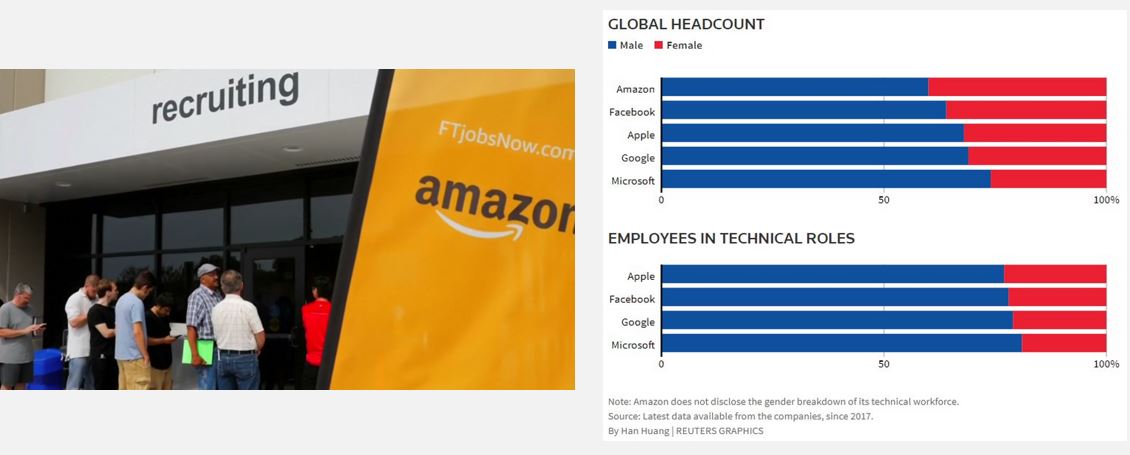 recruiting
FTjobsNow.com
amazon
GLOBAL HEADCOUNT
Male Female
Amazon
Facebook
Apple
Google
Microsoft
0 50 100%
EMPLOYEES IN TECHNICAL ROLES
Apple
Facebook
Google
Microsoft
0 50 100%
Note: Amazon does not disclose the gender breakdown of its technical workforce.
Source: Latest data available from the companies, since 2017.
By Han Huang | REUTERS GRAPHICS